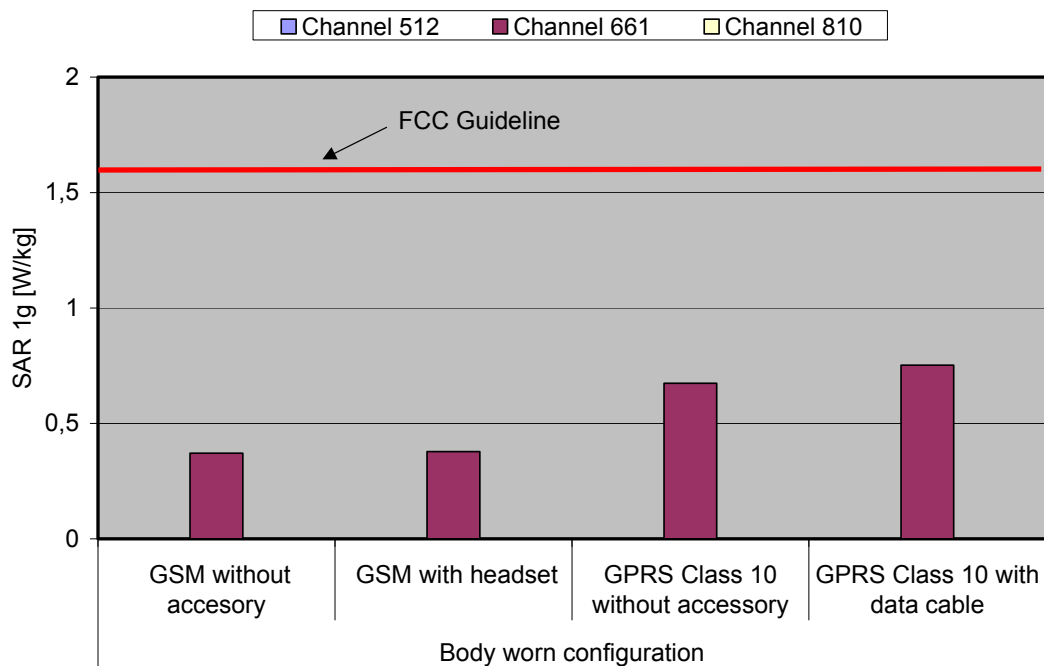 Channel 512 Channel 661 Channel 810
2
FCC Guideline
1,5
SAR 1g [W/kg]
1
0,5
0
GSM without
accesory
GSM with headset
GPRS Class 10
without accessory
GPRS Class 10 with
data cable
Body worn configuration